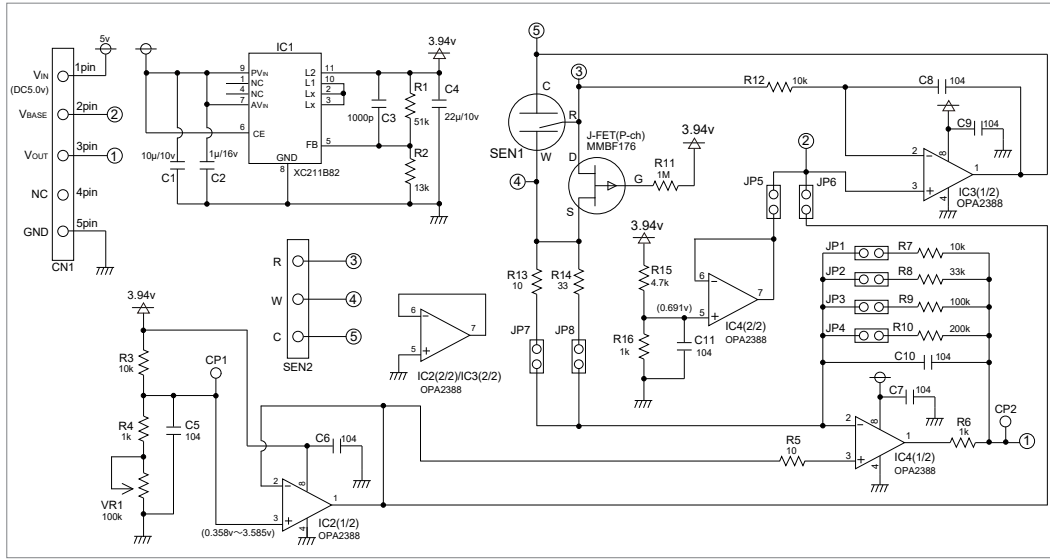 5v
VIN
(DC5.0v)
1pin
VBASE
2pin
②
VOUT
3pin
①
NC
4pin
GND
5pin
CN1
IC1
9
PVIN
1
NC
4
NC
7
AVIN
6
CE
L2
11
L1
10
Lx
2
Lx
3
FB
5
GND
8
XC211B82
10µ/10v
C1
1µ/16v
C2
1000p
C3
3.94v
R1
51k
R2
13k
C4
22µ/10v
R
③
W
④
C
⑤
SEN2
6
5
7
IC2(2/2)/IC3(2/2)
OPA2388
3.94v
R3
10k
CP1
R4
1k
C5
104
VR1
100k
(0.358v～3.585v)
C6
104
2
3
8
4
1
IC2(1/2)
OPA2388
⑤
③
C
R
W
SEN1
④
J-FET(P-ch)
MMBF176
D
G
S
R11
1M
3.94v
R13
10
R14
33
JP7
JP8
3.94v
R15
4.7k
(0.691v)
R16
1k
C11
104
6
5
7
IC4(2/2)
OPA2388
JP5
②
JP6
R12
10k
C8
104
C9
104
2
3
8
4
1
IC3(1/2)
OPA2388
JP1
R7
10k
JP2
R8
33k
JP3
R9
100k
JP4
R10
200k
C10
104
C7
104
R5
10
2
3
8
4
1
IC4(1/2)
OPA2388
R6
1k
CP2
①